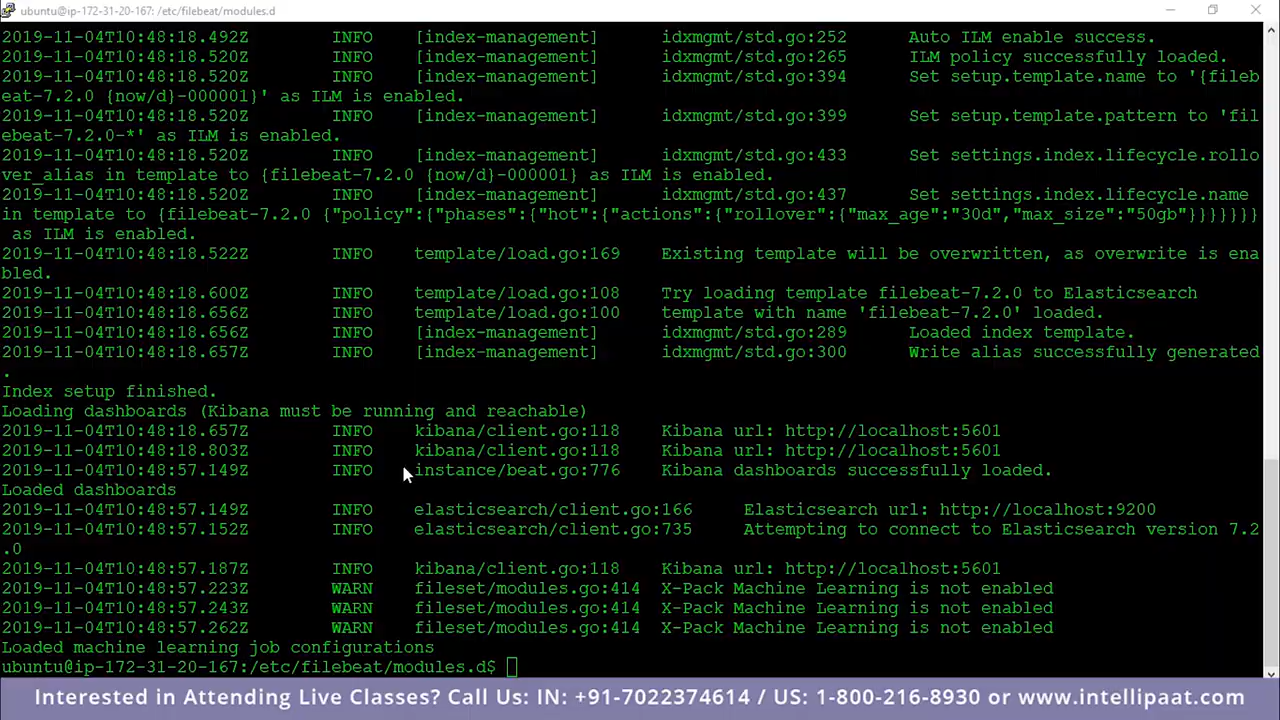 ubuntu@ip-172-31-20-167: /etc/filebeat/modules.d
2019-11-04T10:48:18.492Z INFO [index-management] idxmgmt/std.go:252 Auto ILM enable success.
2019-11-04T10:48:18.520Z INFO [index-management] idxmgmt/std.go:265 ILM policy successfully loaded.
2019-11-04T10:48:18.520Z INFO [index-management] idxmgmt/std.go:394 Set setup.template.name to '{fileb
eat-7.2.0 {now/d}-000001}' as ILM is enabled.
2019-11-04T10:48:18.520Z INFO [index-management] idxmgmt/std.go:399 Set setup.template.pattern to 'fil
ebeat-7.2.0-*' as ILM is enabled.
2019-11-04T10:48:18.520Z INFO [index-management] idxmgmt/std.go:433 Set settings.index.lifecycle.rollo
ver_alias in template to {filebeat-7.2.0 {now/d}-000001} as ILM is enabled.
2019-11-04T10:48:18.520Z INFO [index-management] idxmgmt/std.go:437 Set settings.index.lifecycle.name
in template to {filebeat-7.2.0 {"policy":{"phases":{"hot":{"actions":{"rollover":{"max_age":"30d","max_size":"50gb"}}}}}}}
as ILM is enabled.
2019-11-04T10:48:18.522Z INFO template/load.go:169 Existing template will be overwritten, as overwrite is ena
bled.
2019-11-04T10:48:18.600Z INFO template/load.go:108 Try loading template filebeat-7.2.0 to Elasticsearch
2019-11-04T10:48:18.656Z INFO template/load.go:100 template with name 'filebeat-7.2.0' loaded.
2019-11-04T10:48:18.656Z INFO [index-management] idxmgmt/std.go:289 Loaded index template.
2019-11-04T10:48:18.657Z INFO [index-management] idxmgmt/std.go:300 Write alias successfully generated
.
Index setup finished.
Loading dashboards (Kibana must be running and reachable)
2019-11-04T10:48:18.657Z INFO kibana/client.go:118 Kibana url: http://localhost:5601
2019-11-04T10:48:18.803Z INFO kibana/client.go:118 Kibana url: http://localhost:5601
2019-11-04T10:48:57.149Z INFO instance/beat.go:776 Kibana dashboards successfully loaded.
Loaded dashboards
2019-11-04T10:48:57.149Z INFO elasticsearch/client.go:166 Elasticsearch url: http://localhost:9200
2019-11-04T10:48:57.152Z INFO elasticsearch/client.go:735 Attempting to connect to Elasticsearch version 7.2
.0
2019-11-04T10:48:57.187Z INFO kibana/client.go:118 Kibana url: http://localhost:5601
2019-11-04T10:48:57.223Z WARN fileset/modules.go:414 X-Pack Machine Learning is not enabled
2019-11-04T10:48:57.243Z WARN fileset/modules.go:414 X-Pack Machine Learning is not enabled
2019-11-04T10:48:57.262Z WARN fileset/modules.go:414 X-Pack Machine Learning is not enabled
Loaded machine learning job configurations
ubuntu@ip-172-31-20-167:/etc/filebeat/modules.d$
Interested in Attending Live Classes? Call Us: IN: +91-7022374614 / US: 1-800-216-8930 or www.intellipaat.com